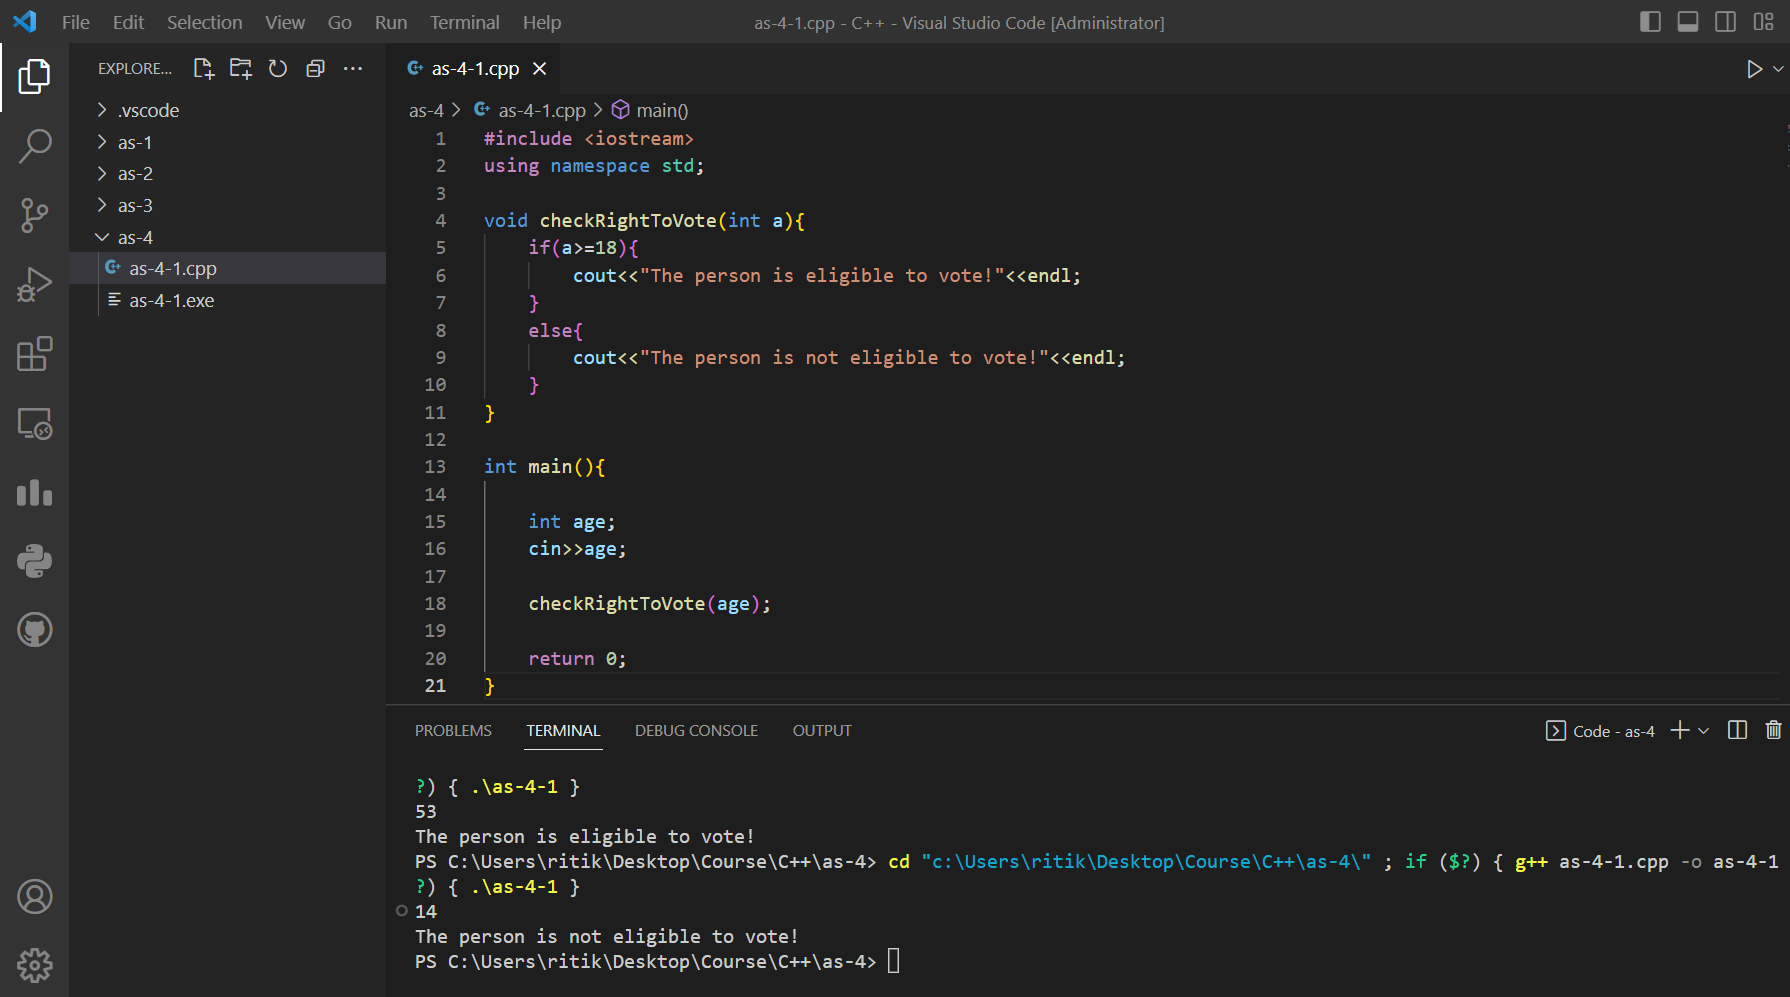 File Edit Selection View Go Run Terminal Help
as-4-1.cpp - C++ - Visual Studio Code [Administrator]
EXPLORE...
.vscode
as-1
as-2
as-3
as-4
as-4-1.cpp
as-4-1.exe
as-4-1.cpp
as-4 > as-4-1.cpp > main()
1 #include <iostream>
2 using namespace std;
3
4 void checkRightToVote(int a){
5 if(a>=18){
6 cout<<"The person is eligible to vote!"<<endl;
7 }
8 else{
9 cout<<"The person is not eligible to vote!"<<endl;
10 }
11 }
12
13 int main(){
14
15 int age;
16 cin>>age;
17
18 checkRightToVote(age);
19
20 return 0;
21 }
PROBLEMS TERMINAL DEBUG CONSOLE OUTPUT
Code - as-4
?) { .\as-4-1 }
53
The person is eligible to vote!
PS C:\Users\ritik\Desktop\Course\C++\as-4> cd "c:\Users\ritik\Desktop\Course\C++\as-4\" ; if ($?) { g++ as-4-1.cpp -o as-4-1
?) { .\as-4-1 }
14
The person is not eligible to vote!
PS C:\Users\ritik\Desktop\Course\C++\as-4>